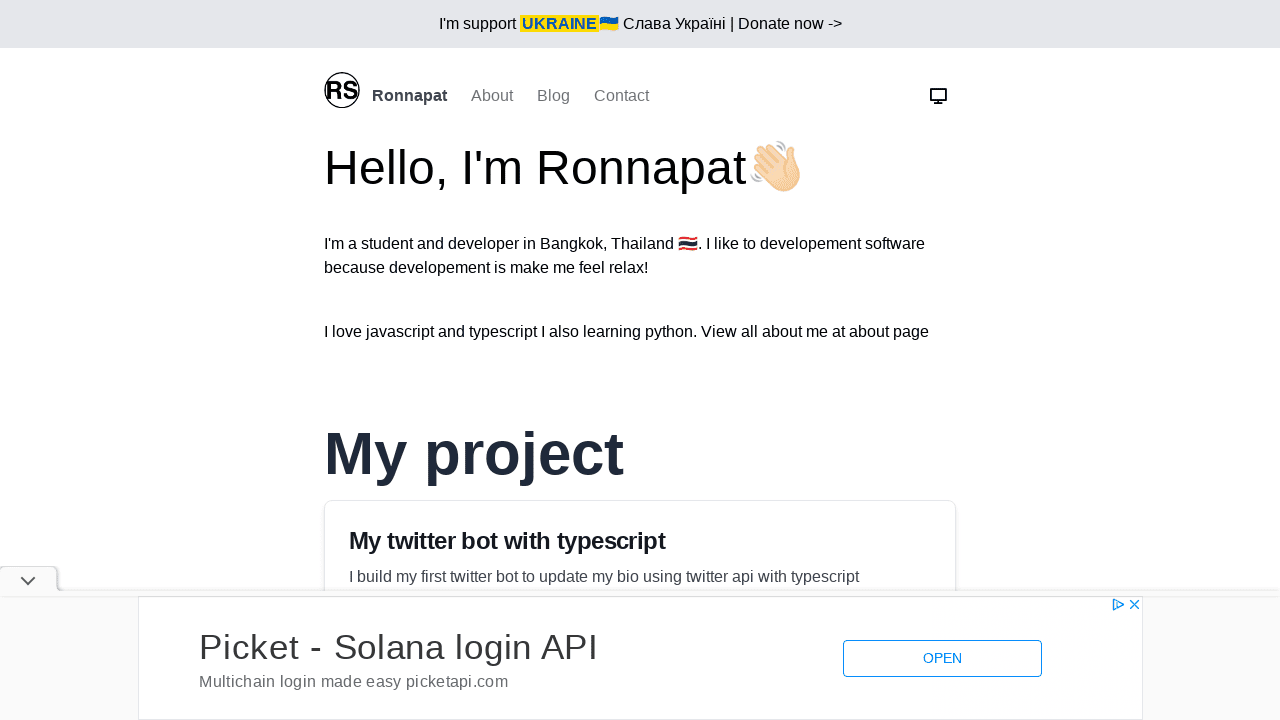 I'm support UKRAINE🇺🇦 Слава Україні | Donate now ->
RS Ronnapat About Blog Contact
Hello, I'm Ronnapat👋🏻
I'm a student and developer in Bangkok, Thailand 🇹🇭. I like to developement software
because developement is make me feel relax!
I love javascript and typescript I also learning python. View all about me at about page
My project
My twitter bot with typescript
I build my first twitter bot to update my bio using twitter api with typescript
Picket - Solana login API
Multichain login made easy picketapi.com
OPEN